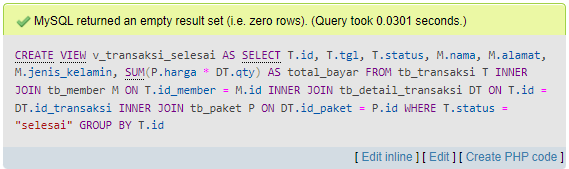 MySQL returned an empty result set (i.e. zero rows). (Query took 0.0301 seconds.)
CREATE VIEW v_transaksi_selesai AS SELECT T.id, T.tgl, T.status, M.nama, M.alamat,
M.jenis_kelamin, SUM(P.harga * DT.qty) AS total_bayar FROM tb_transaksi T INNER
JOIN tb_member M ON T.id_member = M.id INNER JOIN tb_detail_transaksi DT ON T.id =
DT.id_transaksi INNER JOIN tb_paket P ON DT.id_paket = P.id WHERE T.status =
"selesai" GROUP BY T.id
[ Edit inline ] [ Edit ] [ Create PHP code ]